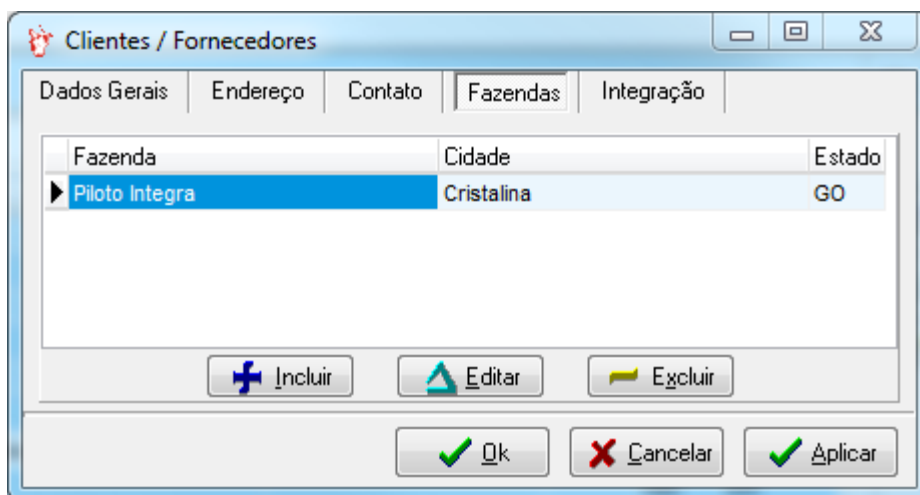 Clientes / Fornecedores
Dados Gerais Endereço Contato Fazendas Integração
Fazenda Cidade Estado
Piloto Integra Cristalina GO
Incluir Editar Excluir
Ok Cancelar Aplicar